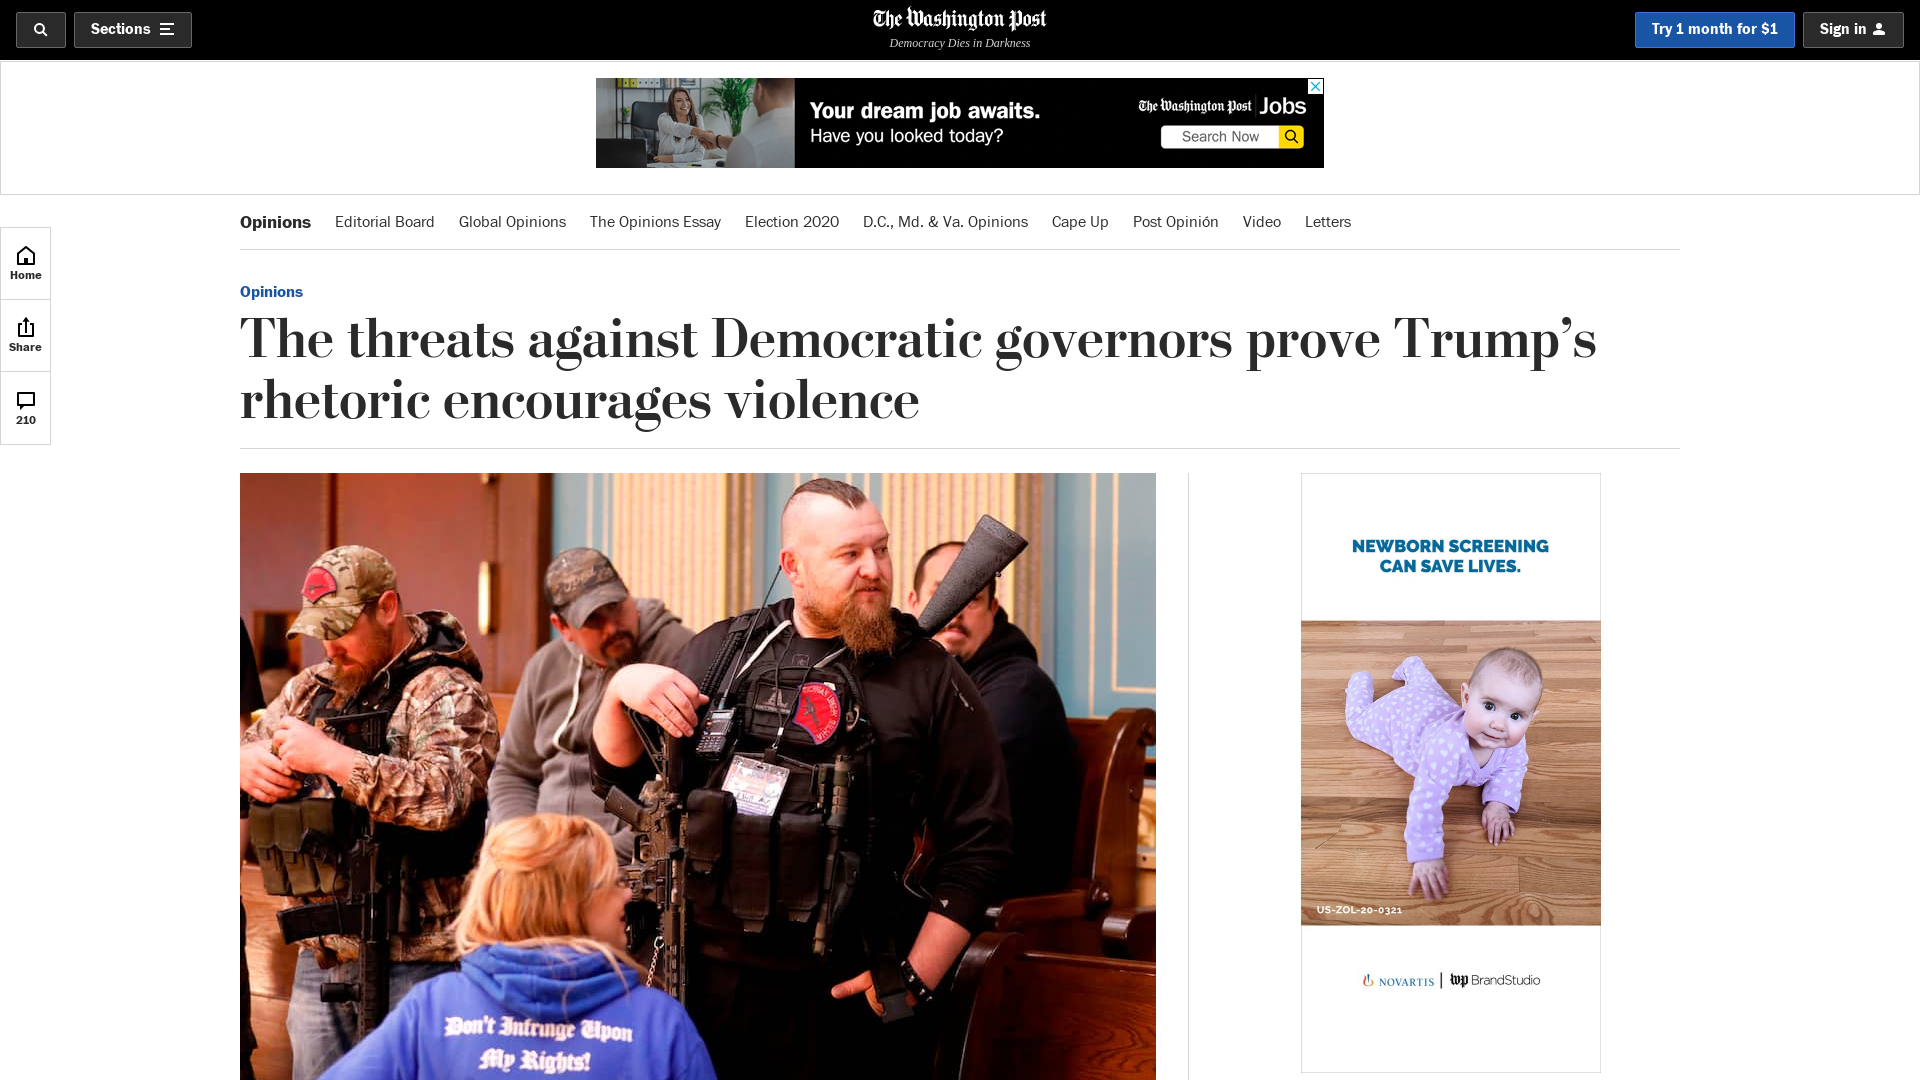 Sections
The Washington Post
Democracy Dies in Darkness
Try 1 month for $1
Sign in
Your dream job awaits.
Have you looked today?
The Washington Post Jobs
Search Now
Opinions Editorial Board Global Opinions The Opinions Essay Election 2020 D.C., Md. & Va. Opinions Cape Up Post Opinión Video Letters
Home
Share
210
Opinions
The threats against Democratic governors prove Trump’s
rhetoric encourages violence
Don't Infringe Upon
My Rights!
NEWBORN SCREENING
CAN SAVE LIVES.
US-ZOL-20-0321
NOVARTIS wp BrandStudio